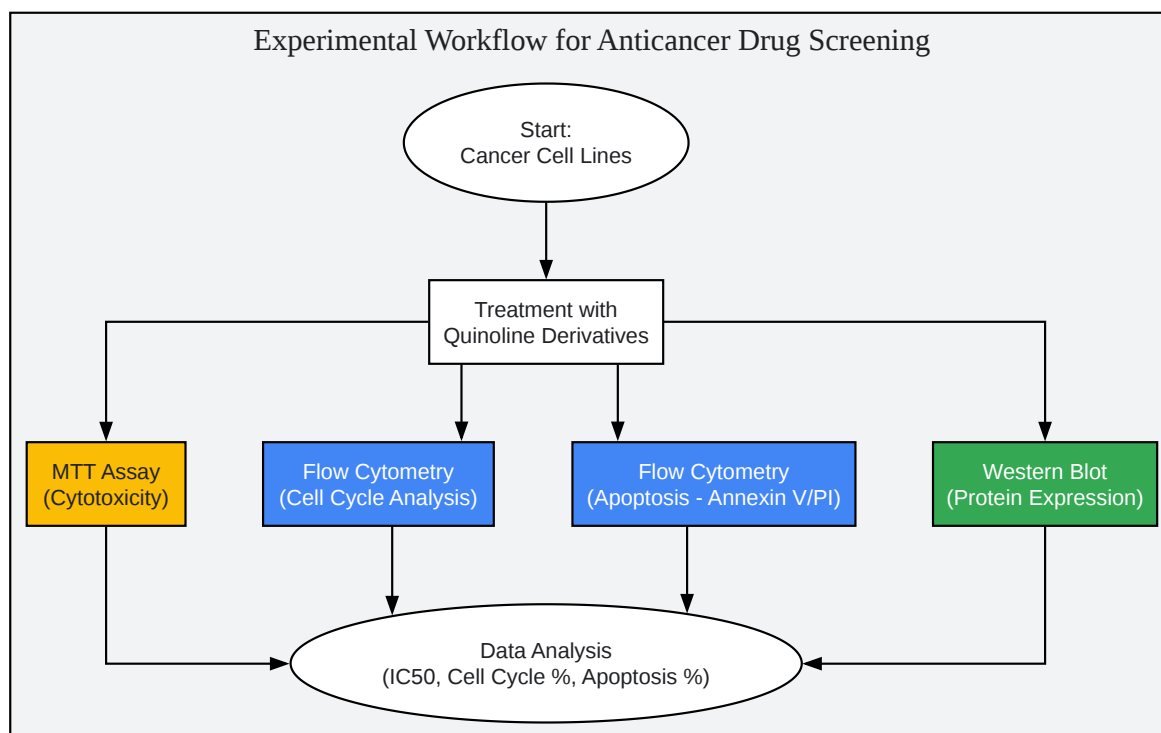 Experimental Workflow for Anticancer Drug Screening
Start:
Cancer Cell Lines
Treatment with
Quinoline Derivatives
MTT Assay
(Cytotoxicity)
Flow Cytometry
(Cell Cycle Analysis)
Flow Cytometry
(Apoptosis - Annexin V/PI)
Western Blot
(Protein Expression)
Data Analysis
(IC50, Cell Cycle %, Apoptosis %)